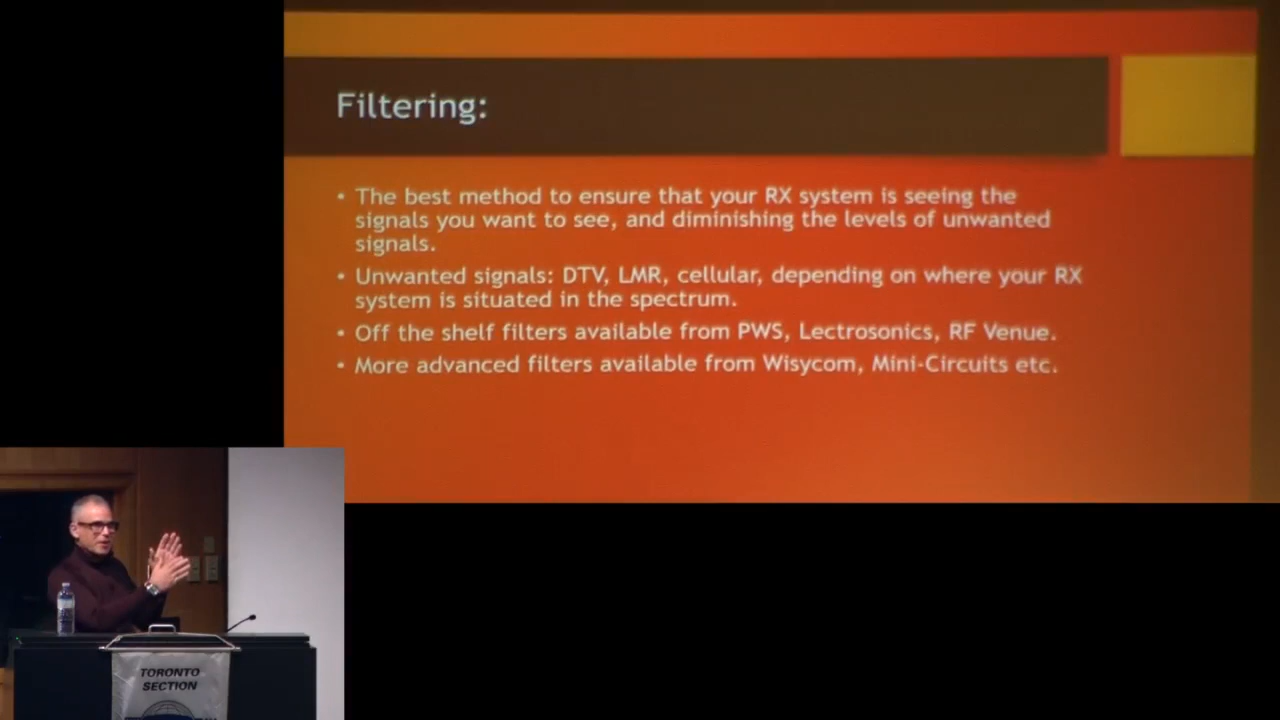 Filtering:
• The best method to ensure that your RX system is seeing the
signals you want to see, and diminishing the levels of unwanted
signals.
• Unwanted signals: DTV, LMR, cellular, depending on where your RX
system is situated in the spectrum.
• Off the shelf filters available from PWS, Lectrosonics, RF Venue.
• More advanced filters available from Wisycom, Mini-Circuits etc.
TORONTO
SECTION